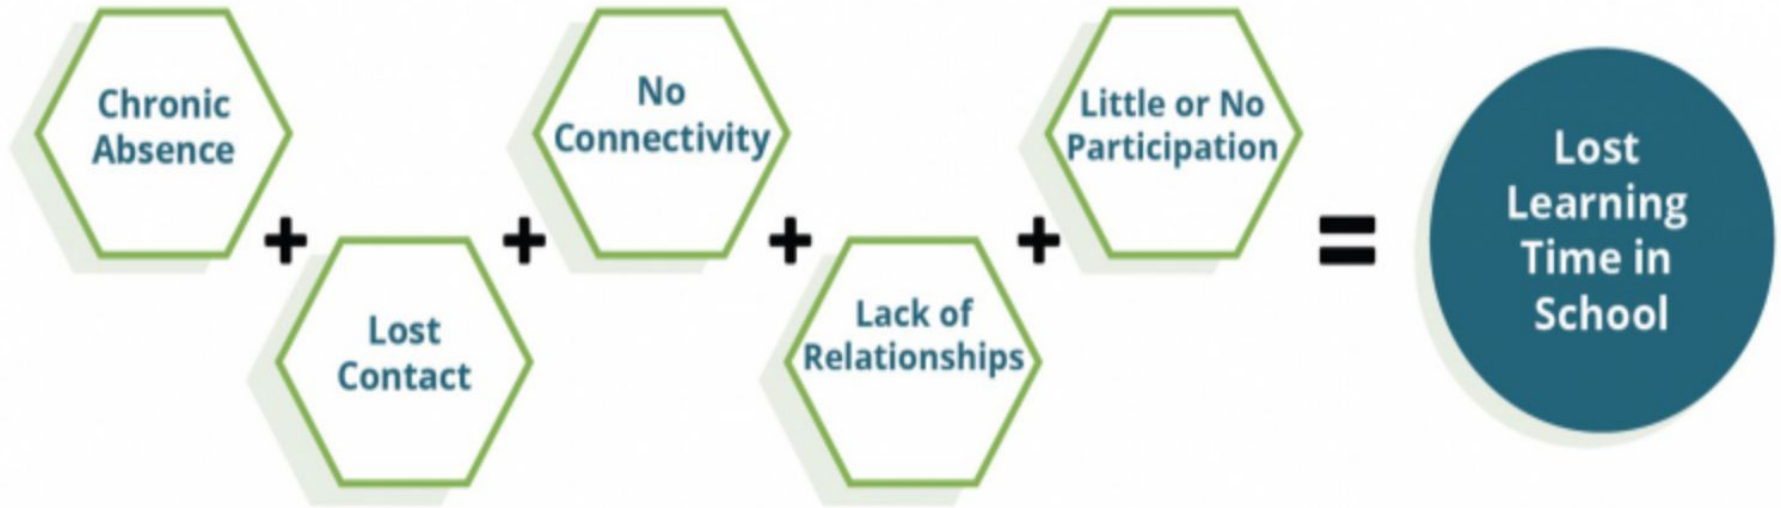 Chronic
Absence
+
Lost
Contact
+
No
Connectivity
+
Lack of
Relationships
+
Little or No
Participation
=
Lost
Learning
Time in
School